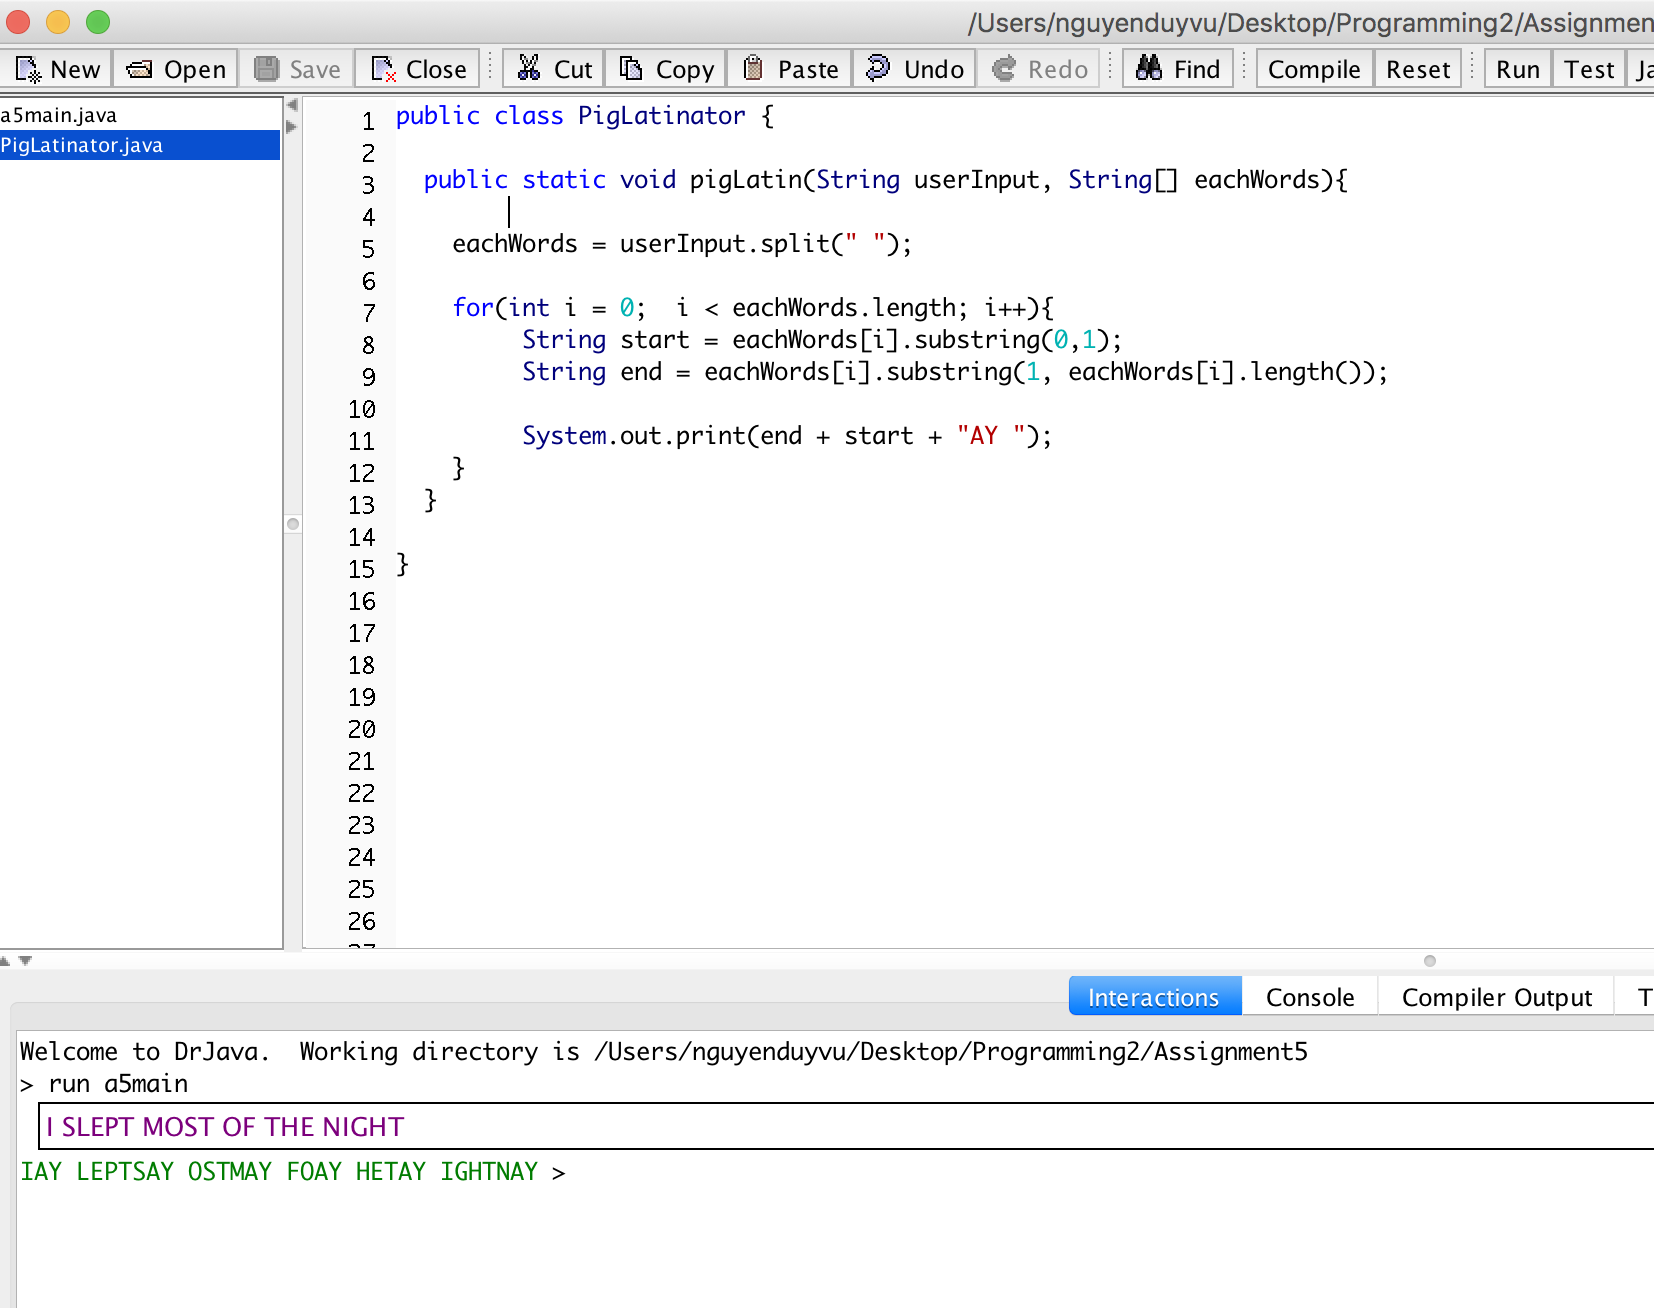 /Users/nguyenduyvu/Desktop/Programming2/Assignmen
New Open Save Close Cut Copy Paste Undo Redo Find Compile Reset Run Test Ja
a5main.java
PigLatinator.java
1 public class PigLatinator {
2
3 public static void pigLatin(String userInput, String[] eachWords){
4
5 eachWords = userInput.split(" ");
6
7 for(int i = 0;  i < eachWords.length; i++){
8 String start = eachWords[i].substring(0,1);
9 String end = eachWords[i].substring(1, eachWords[i].length());
10
11 System.out.print(end + start + "AY ");
12 }
13 }
14
15 }
16
17
18
19
20
21
22
23
24
25
26
27
Interactions Console Compiler Output T
Welcome to DrJava.  Working directory is /Users/nguyenduyvu/Desktop/Programming2/Assignment5
> run a5main
I SLEPT MOST OF THE NIGHT
IAY LEPTSAY OSTMAY FOAY HETAY IGHTNAY >